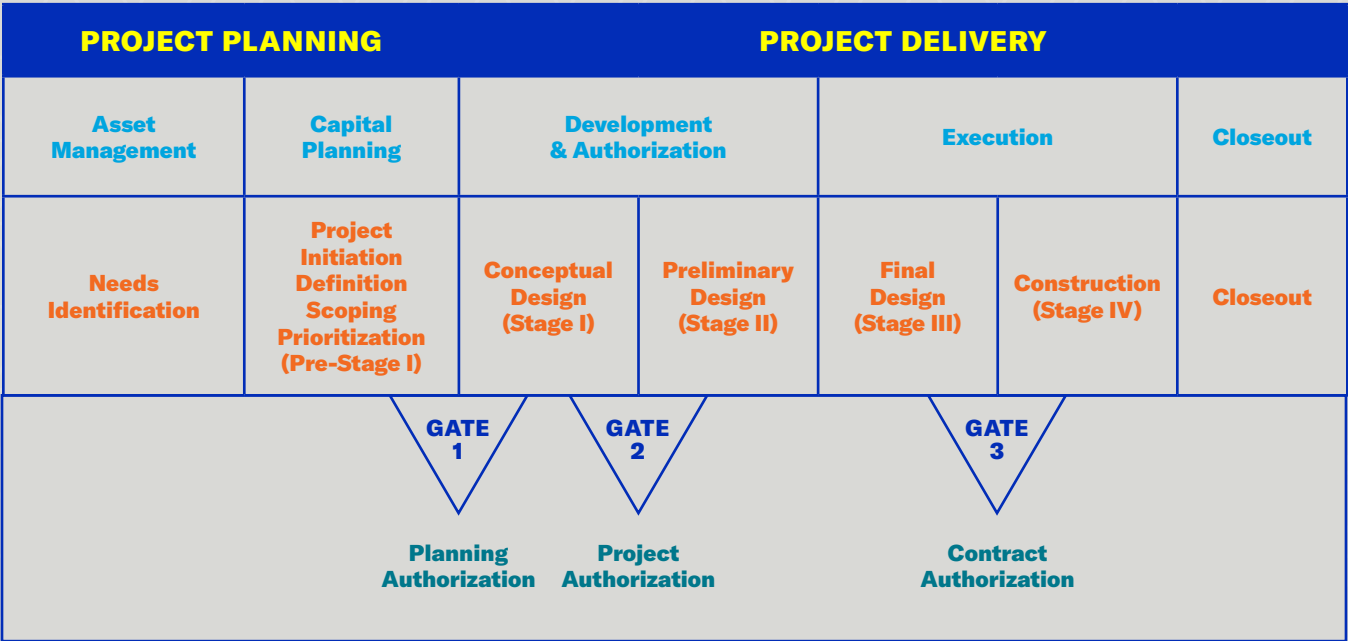 PROJECT PLANNING
PROJECT DELIVERY
Asset
Management
Capital
Planning
Development
& Authorization
Execution
Closeout
Needs
Identification
Project
Initiation
Definition
Scoping
Prioritization
(Pre-Stage I)
Conceptual
Design
(Stage I)
Preliminary
Design
(Stage II)
Final
Design
(Stage III)
Construction
(Stage IV)
Closeout
GATE
1
GATE
2
GATE
3
Planning
Authorization
Project
Authorization
Contract
Authorization